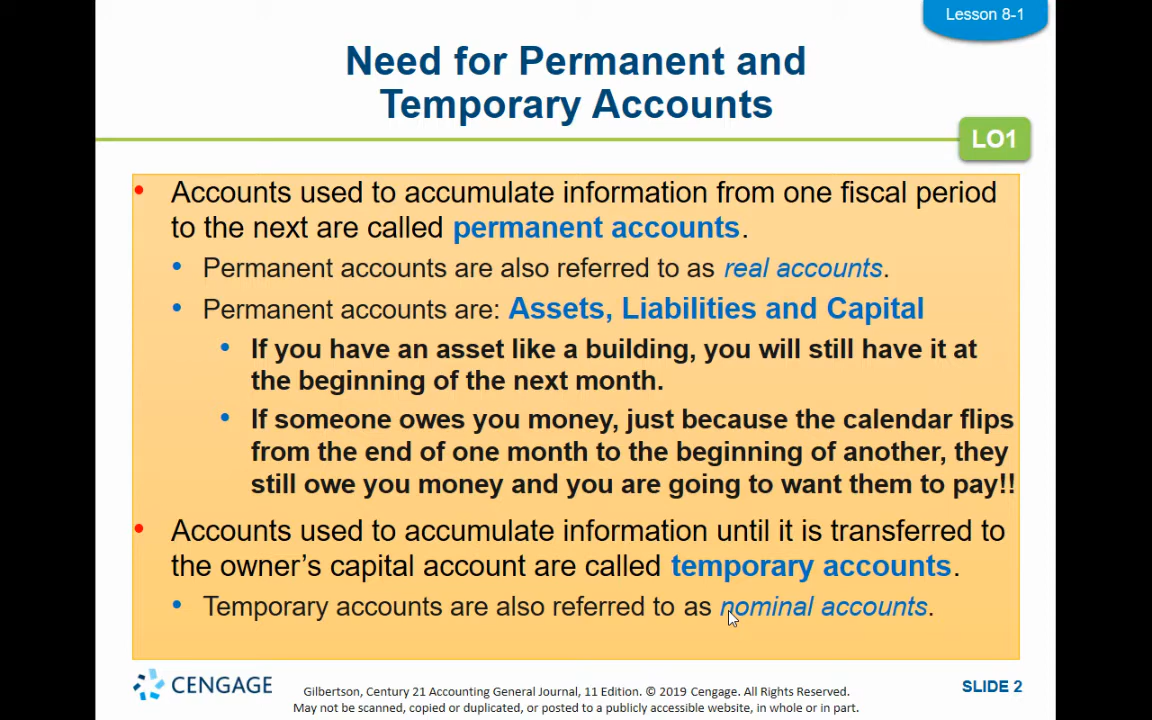 Lesson 8-1
Need for Permanent and
Temporary Accounts
LO1
• Accounts used to accumulate information from one fiscal period
to the next are called permanent accounts.
• Permanent accounts are also referred to as real accounts.
• Permanent accounts are: Assets, Liabilities and Capital
• If you have an asset like a building, you will still have it at
the beginning of the next month.
• If someone owes you money, just because the calendar flips
from the end of one month to the beginning of another, they
still owe you money and you are going to want them to pay!!
• Accounts used to accumulate information until it is transferred to
the owner's capital account are called temporary accounts.
• Temporary accounts are also referred to as nominal accounts.
CENGAGE
Gilbertson, Century 21 Accounting General Journal, 11 Edition. © 2019 Cengage. All Rights Reserved.
May not be scanned, copied or duplicated, or posted to a publicly accessible website, in whole or in part.
SLIDE 2